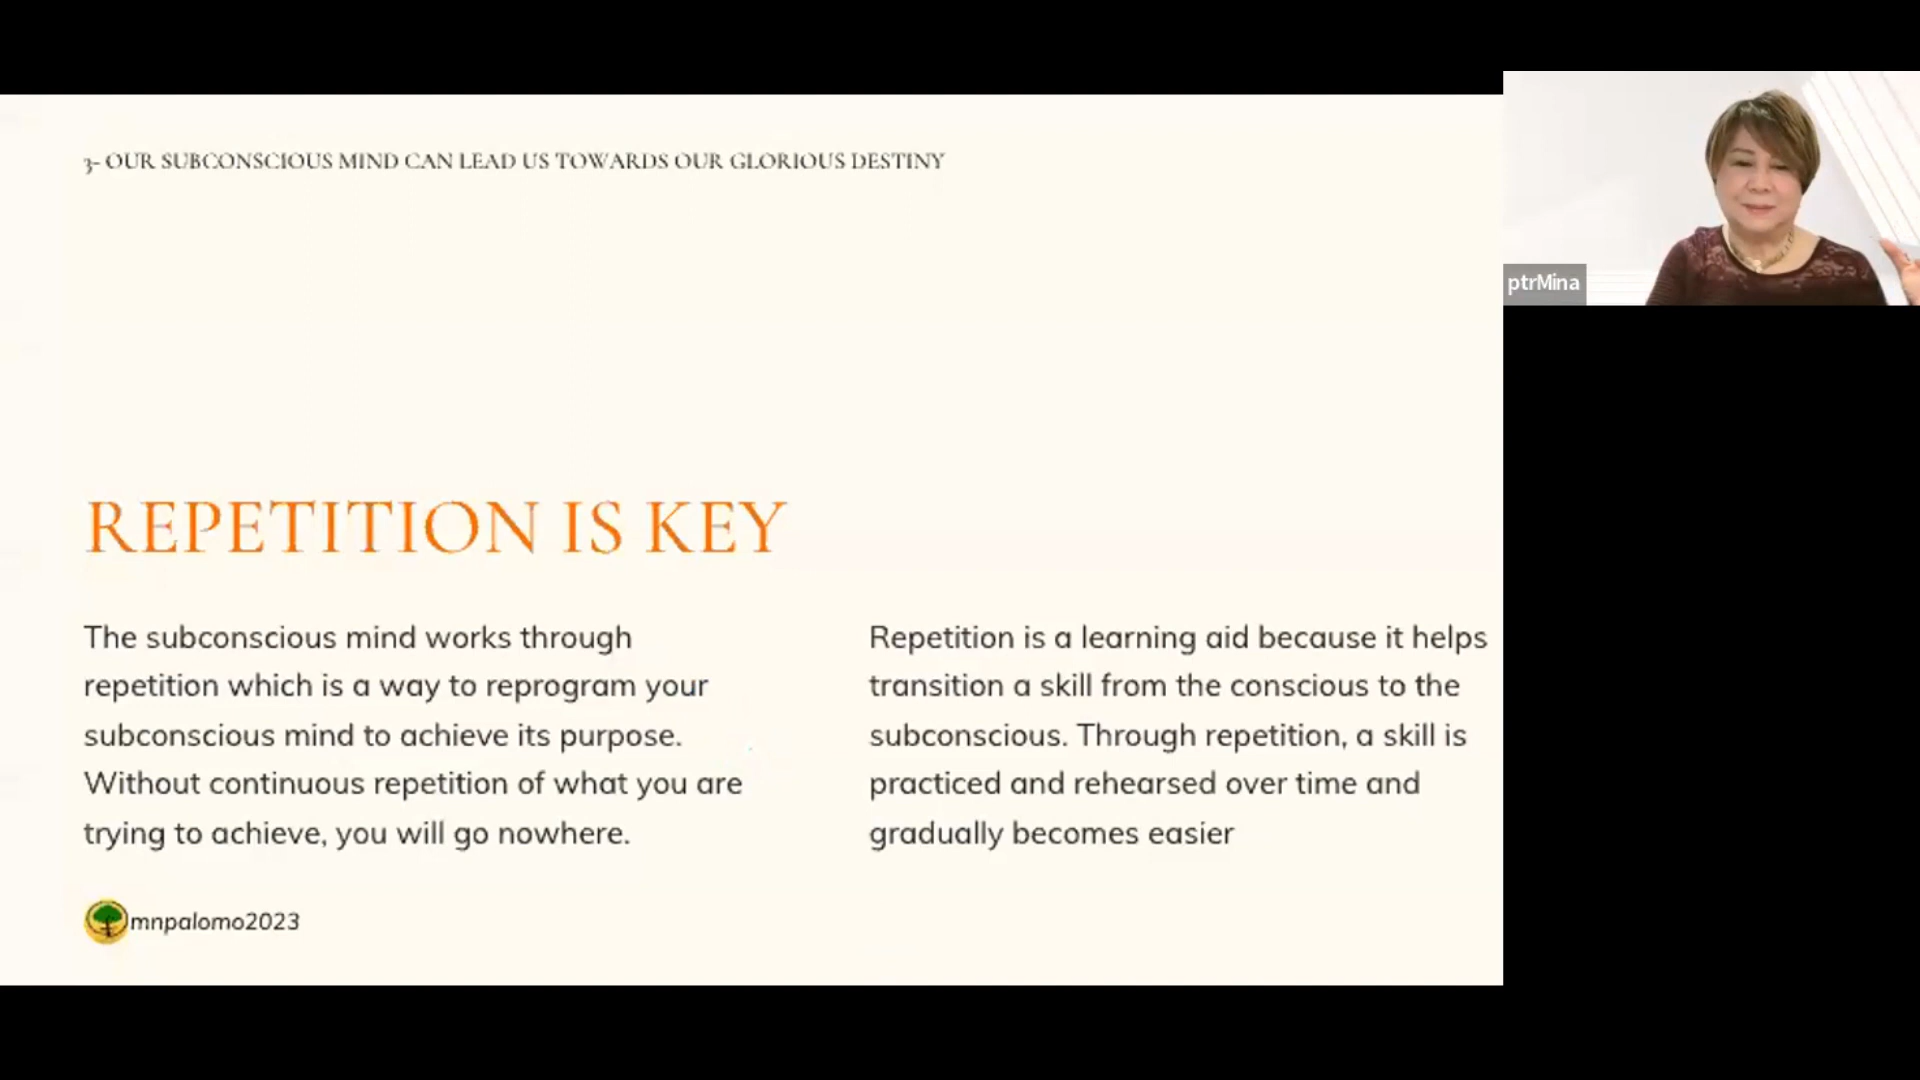 3- OUR SUBCONSCIOUS MIND CAN LEAD US TOWARDS OUR GLORIOUS DESTINY
ptrMina
REPETITION IS KEY
The subconscious mind works through
repetition which is a way to reprogram your
subconscious mind to achieve its purpose.
Without continuous repetition of what you are
trying to achieve, you will go nowhere.
Repetition is a learning aid because it helps
transition a skill from the conscious to the
subconscious. Through repetition, a skill is
practiced and rehearsed over time and
gradually becomes easier
mnpalomo2023